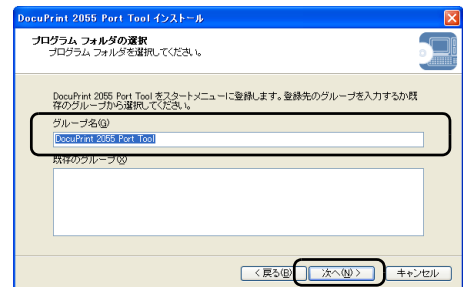 DocuPrint 2055 Port Tool インストール
プログラム フォルダの選択
プログラム フォルダを選択してください。
DocuPrint 2055 Port Tool をスタートメニューに登録します。登録先のグループを入力するか既
存のグループから選択してください。
グループ名(G)
DocuPrint 2055 Port Tool
既存のグループ(X)
< 戻る(B)
次へ(N) >
キャンセル